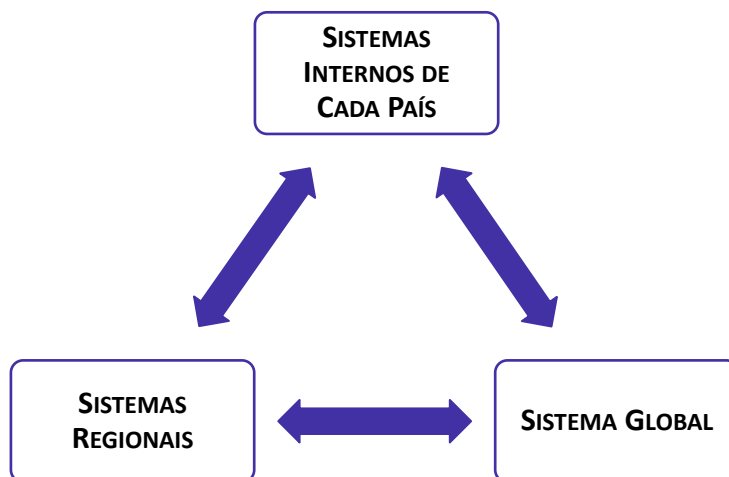 SISTEMAS
INTERNOS DE
CADA PAÍS
SISTEMAS
REGIONAIS
SISTEMA GLOBAL